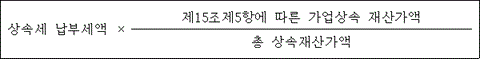 제15조제5항에 따른 가업상속 재산가액
상속세 납부세액 ×
총 상속재산가액